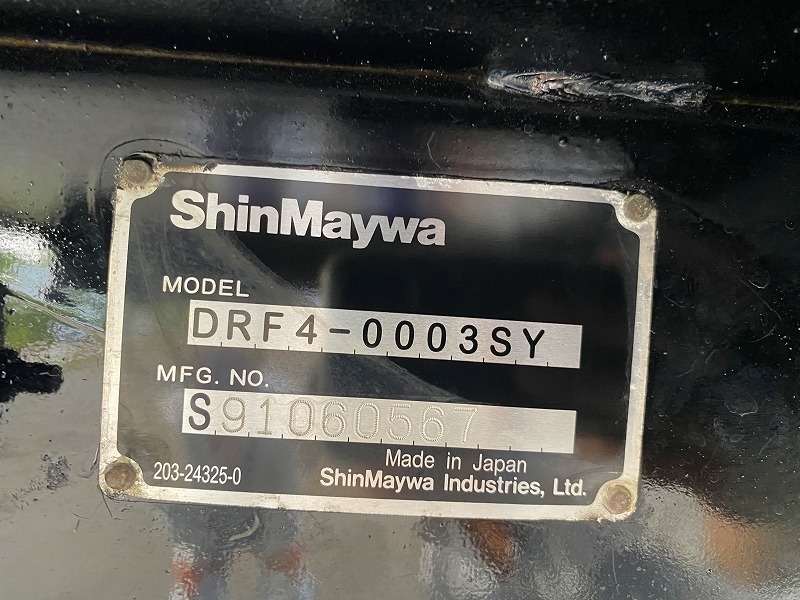 ShinMaywa
MODEL
DRF4-0003SY
MFG. NO.
S91060567
Made in Japan
203-24325-0
ShinMaywa Industries, Ltd.